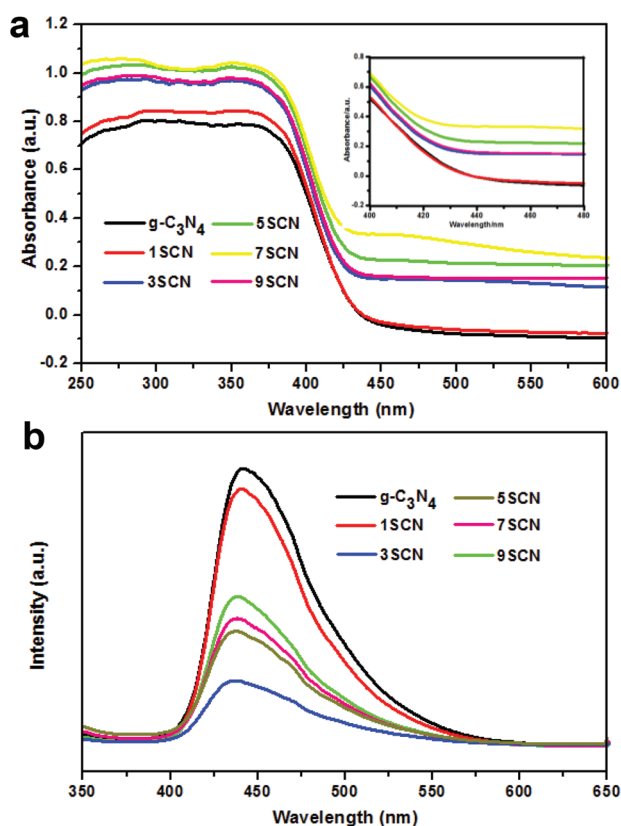 a
1.2
1.0
0.8
0.6
0.4
0.2
0.0
-0.2
Absorbance (a.u.)
250 300 350 400 450 500 550 600
Wavelength (nm)
g-C₃N₄
1SCN
3SCN
5SCN
7SCN
9SCN
0.8
0.6
0.4
0.2
0.0
-0.2
Absorbance/a.u.
400 420 440 460 480
Wavelength/nm
b
Intensity (a.u.)
350 400 450 500 550 600 650
Wavelength (nm)
g-C₃N₄
1SCN
3SCN
5SCN
7SCN
9SCN